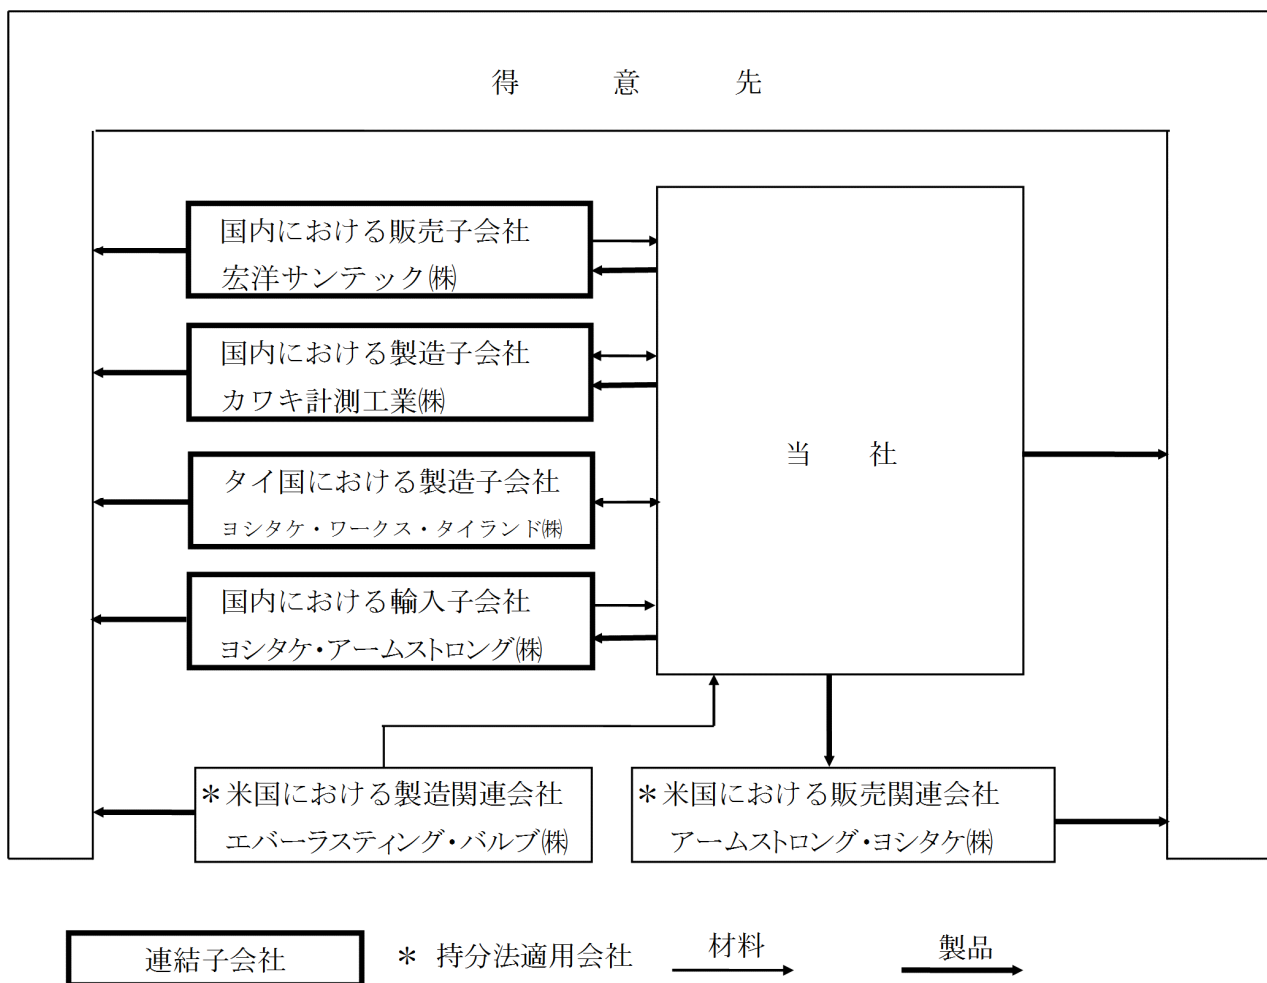 得意先
国内における販売子会社
宏洋サンテック㈱
国内における製造子会社
カワキ計測工業㈱
タイ国における製造子会社
ヨシタケ・ワークス・タイランド㈱
国内における輸入子会社
ヨシタケ・アームストロング㈱
当社
＊米国における製造関連会社
エバーラスティング・バルブ㈱
＊米国における販売関連会社
アームストロング・ヨシタケ㈱
連結子会社
＊ 持分法適用会社
材料
製品